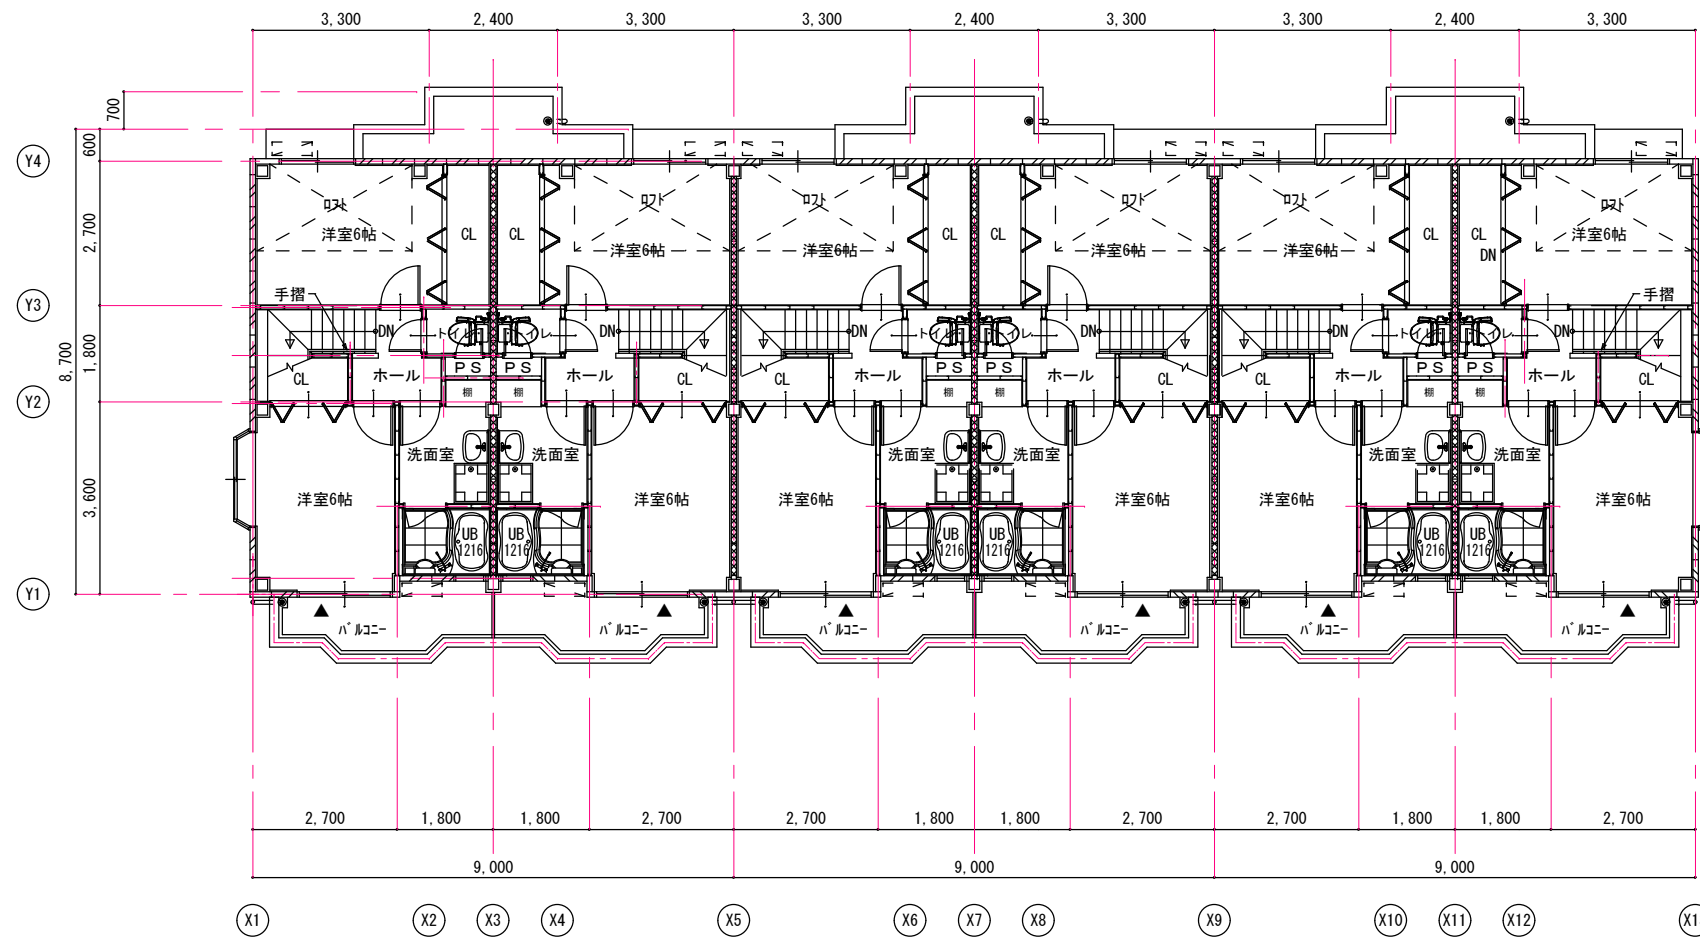 3,300 2,400 3,300 3,300 2,400 3,300 3,300 2,400 3,300
700
600
Y4
ロフト ロフト ロフト ロフト ロフト ロフト
洋室6帖 CL CL 洋室6帖 洋室6帖 CL CL 洋室6帖 洋室6帖 CL CL 洋室6帖
DN
2,700
手摺 手摺
Y3
DN トイレ トイレ DN DN トイレ トイレ DN DN トイレ トイレ DN
8,700
1,800
PS PS PS PS PS PS
CL ホール ホール CL CL ホール ホール CL CL ホール ホール CL
棚 棚 棚 棚 棚 棚
Y2
洗面室 洗面室 洗面室 洗面室 洗面室 洗面室
3,600
洋室6帖 洋室6帖 洋室6帖 洋室6帖 洋室6帖 洋室6帖
UB UB UB UB UB UB
1216 1216 1216 1216 1216 1216
Y1
バルコニー バルコニー バルコニー バルコニー バルコニー バルコニー
2,700 1,800 1,800 2,700 2,700 1,800 1,800 2,700 2,700 1,800 1,800 2,700
9,000 9,000 9,000
X1 X2 X3 X4 X5 X6 X7 X8 X9 X10 X11 X12 X1